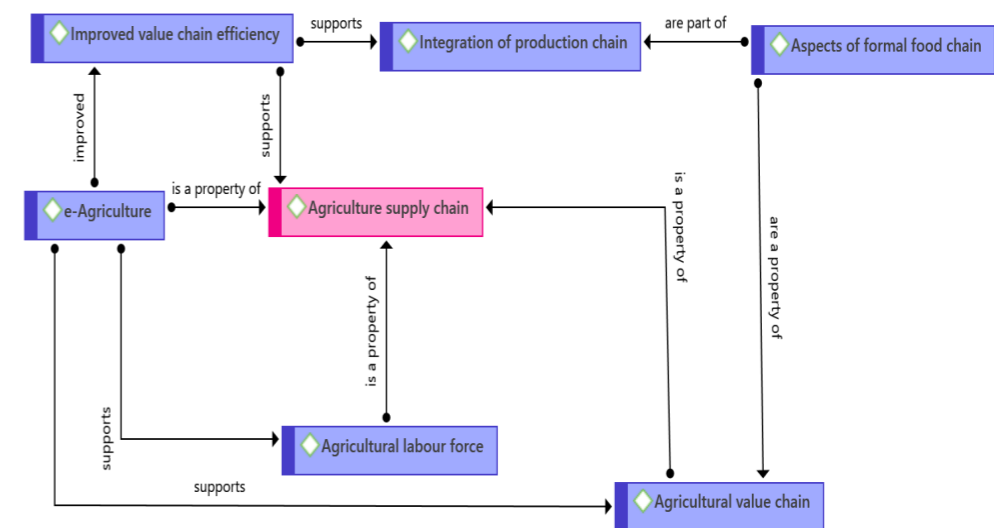 Improved value chain efficiency
supports
Integration of production chain
are part of
Aspects of formal food chain
improved
supports
e-Agriculture
is a property of
Agriculture supply chain
is a property of
are a property of
is a property of
supports
Agricultural labour force
supports
Agricultural value chain